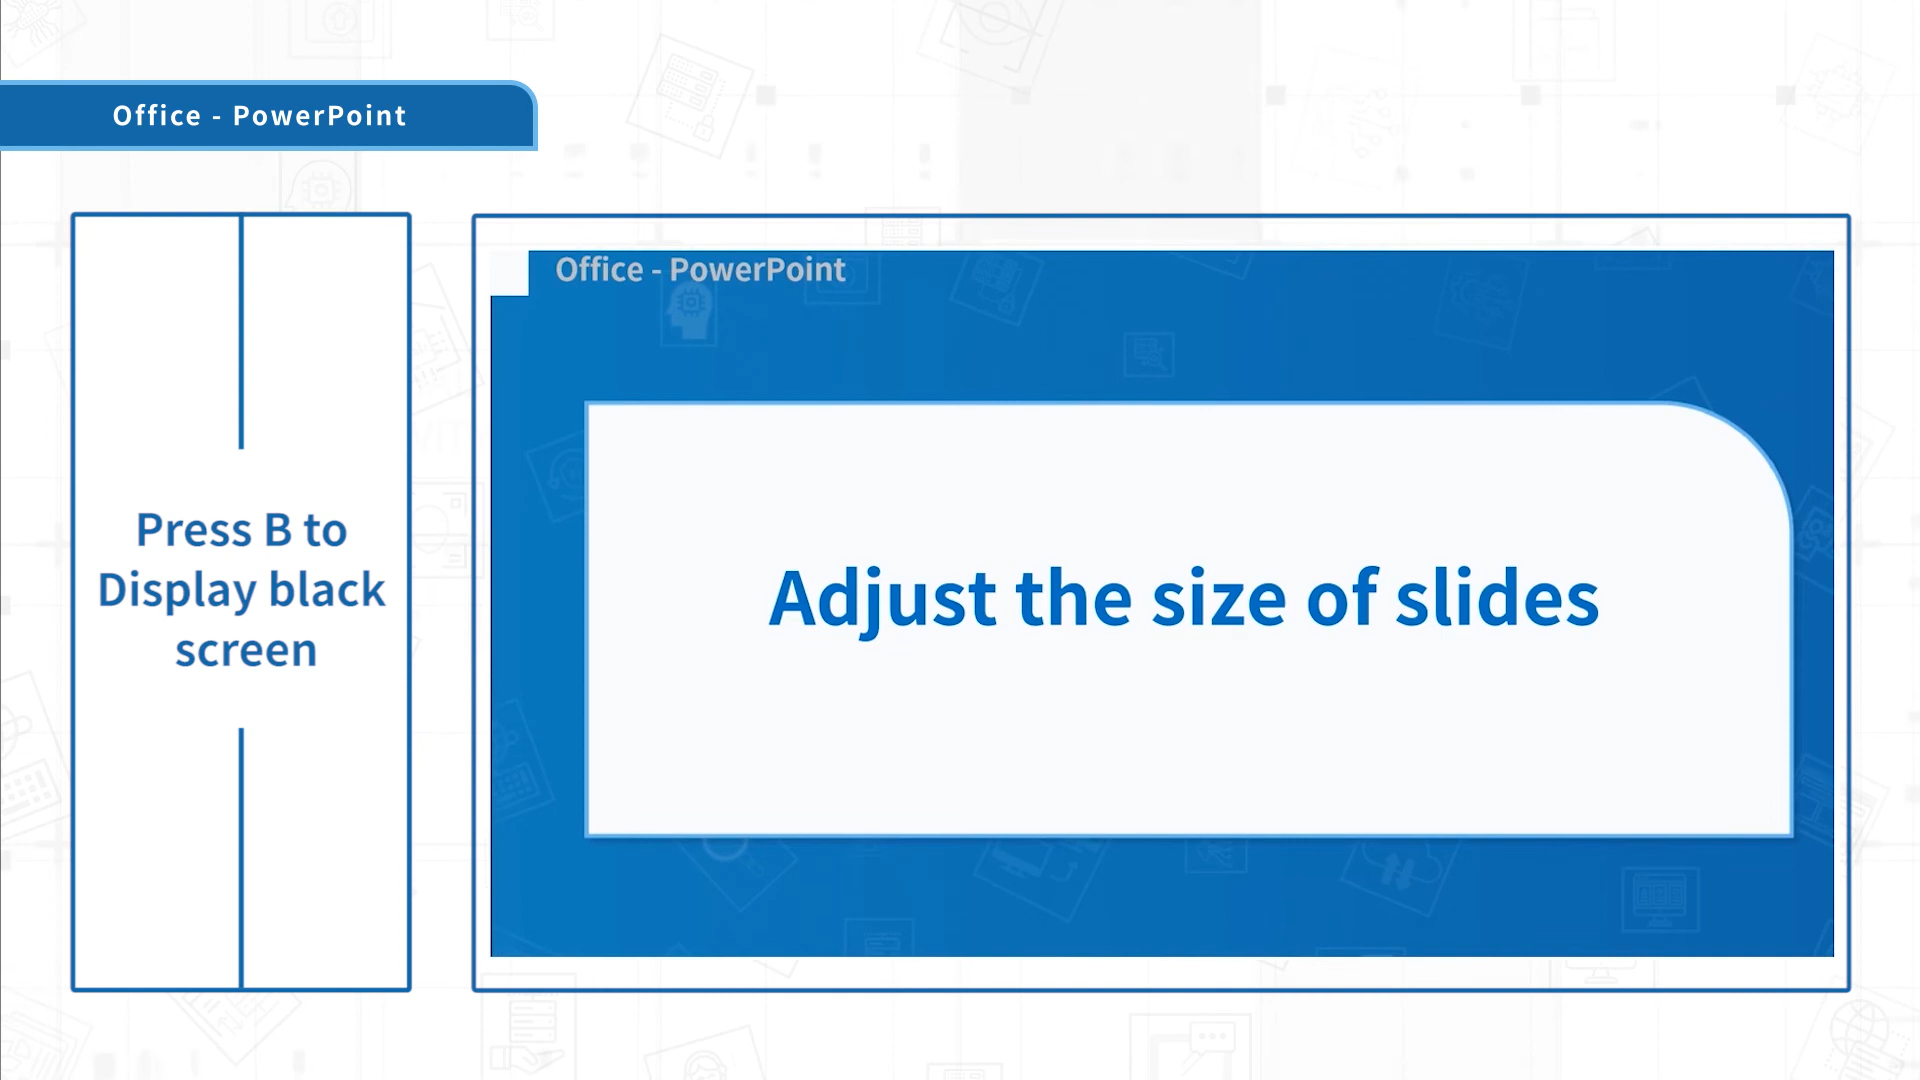 Office - PowerPoint
Press B to
Display black
screen
Office - PowerPoint
Adjust the size of slides